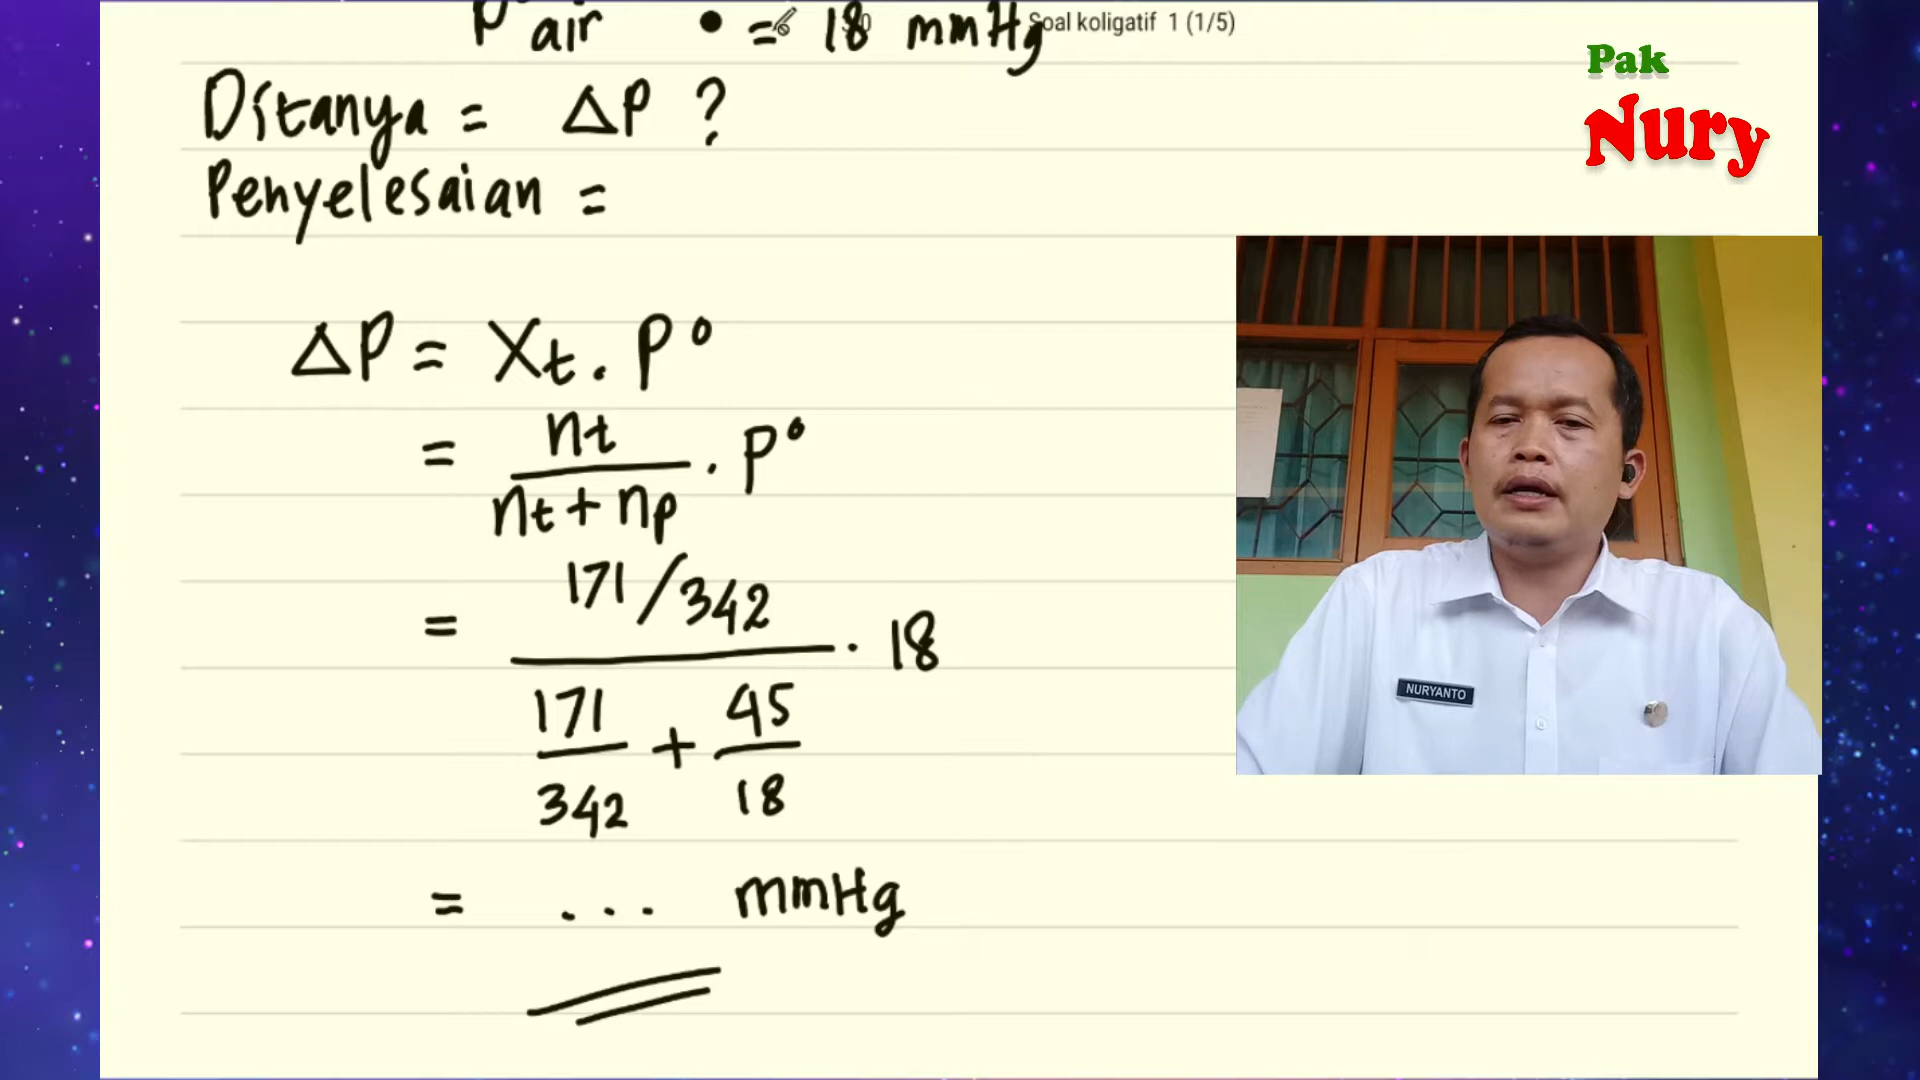 P° air = 18 mmHg
Soal koligatif 1 (1/5)
Pak
Nury
Ditanya = ΔP ?
Penyelesaian =
ΔP = Xt . P°
= nt / nt + np . P°
= 171/342 / 171/342 + 45/18 . 18
= ... mmHg
NURYANTO